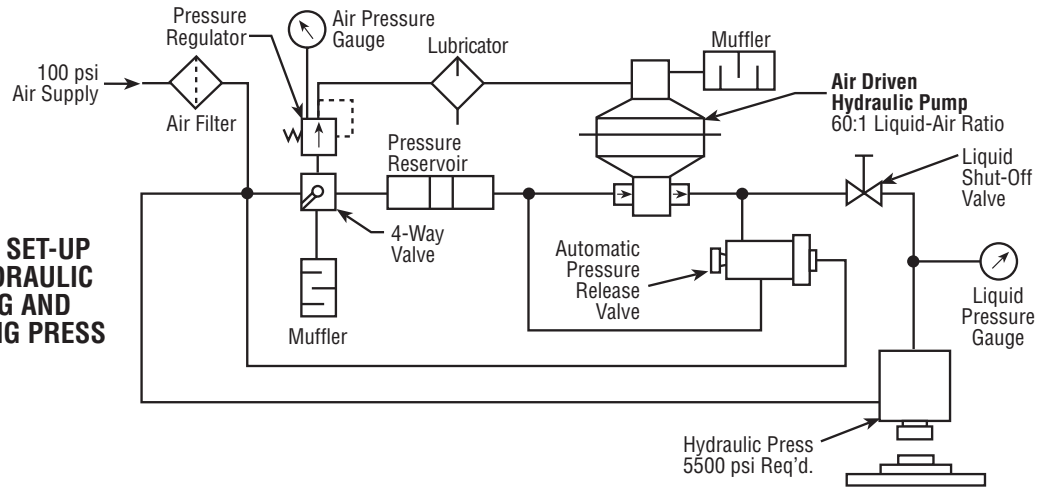 Pressure
Regulator
Air Pressure
Gauge
Lubricator
Muffler
100 psi
Air Supply
Air Filter
Air Driven
Hydraulic Pump
60:1 Liquid-Air Ratio
Pressure
Reservoir
Liquid
Shut-Off
Valve
4-Way
Valve
SET-UP
G AND
NG PRESS
Automatic
Pressure
Release
Valve
Muffler
Liquid
Pressure
Gauge
Hydraulic Press
5500 psi Req'd.